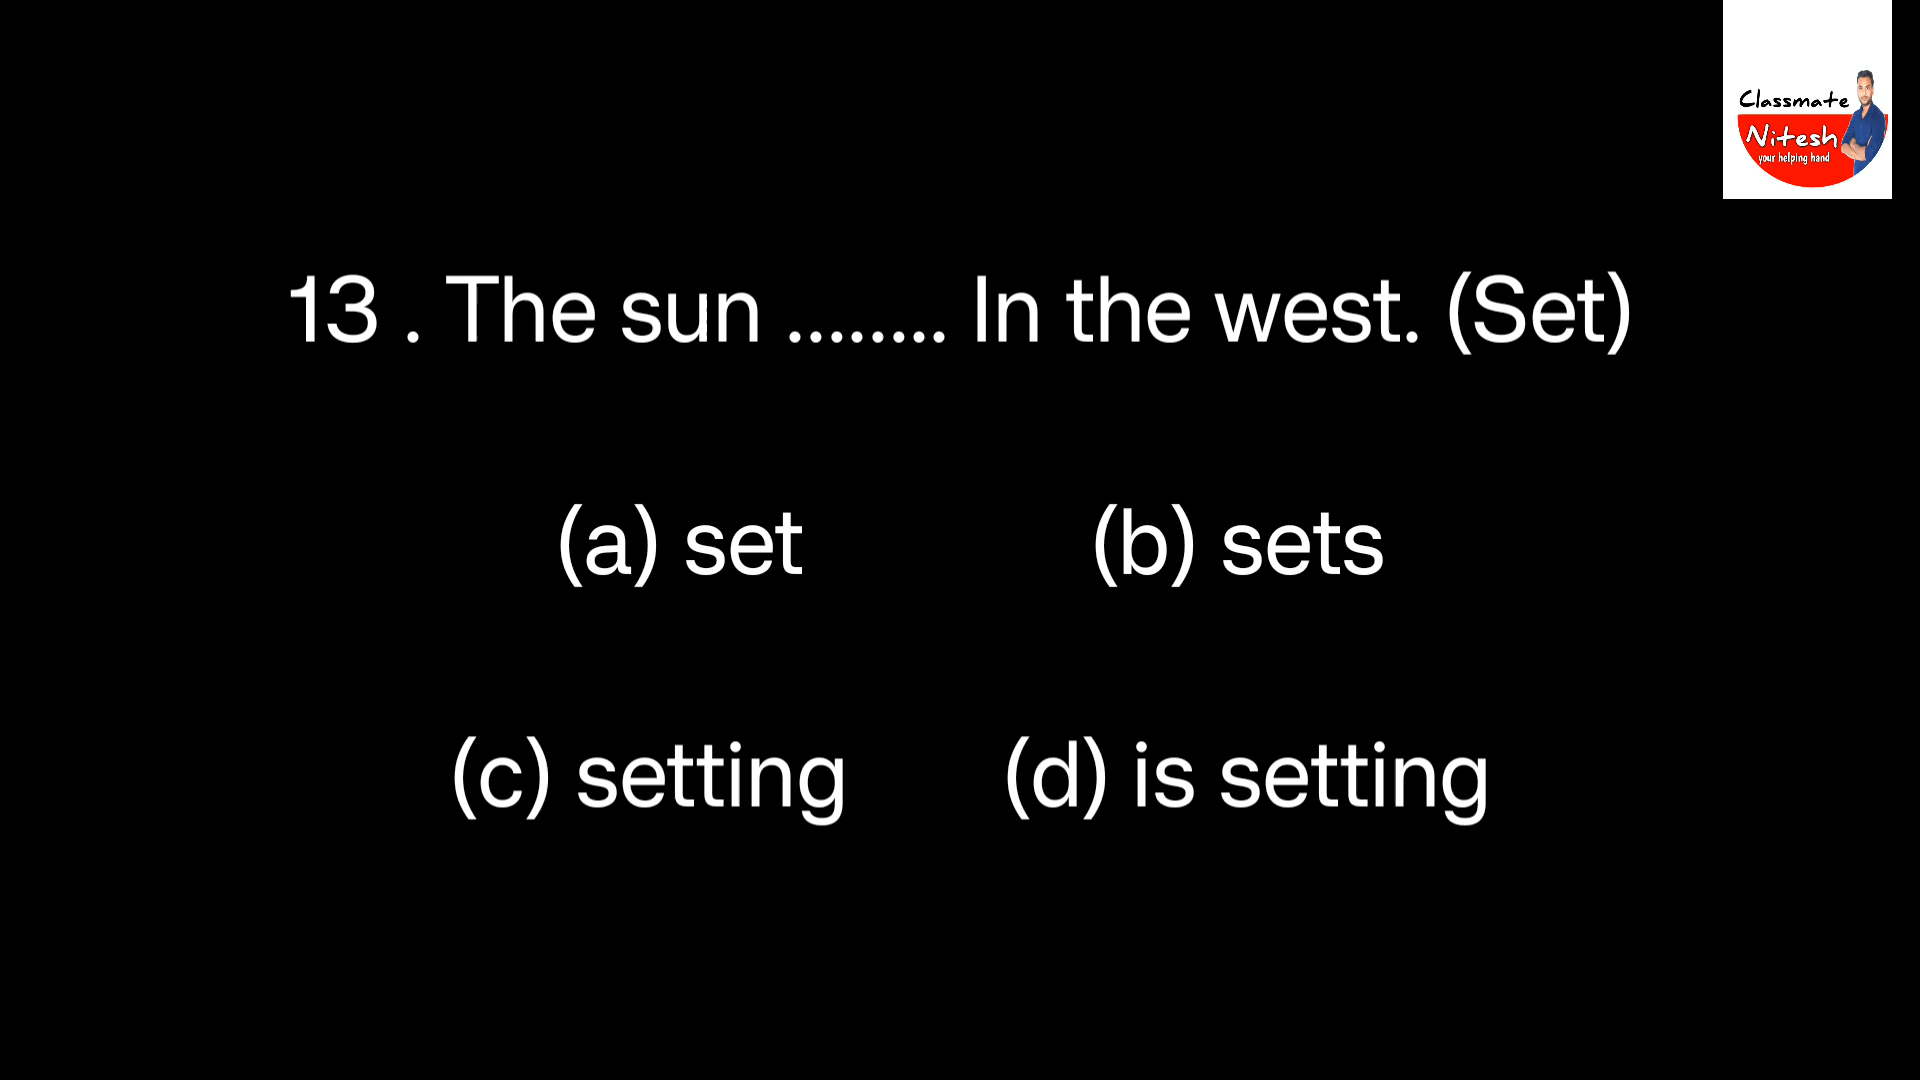 Classmate
Nitesh
your helping hand
13 . The sun ........ In the west. (Set)
(a) set (b) sets
(c) setting (d) is setting